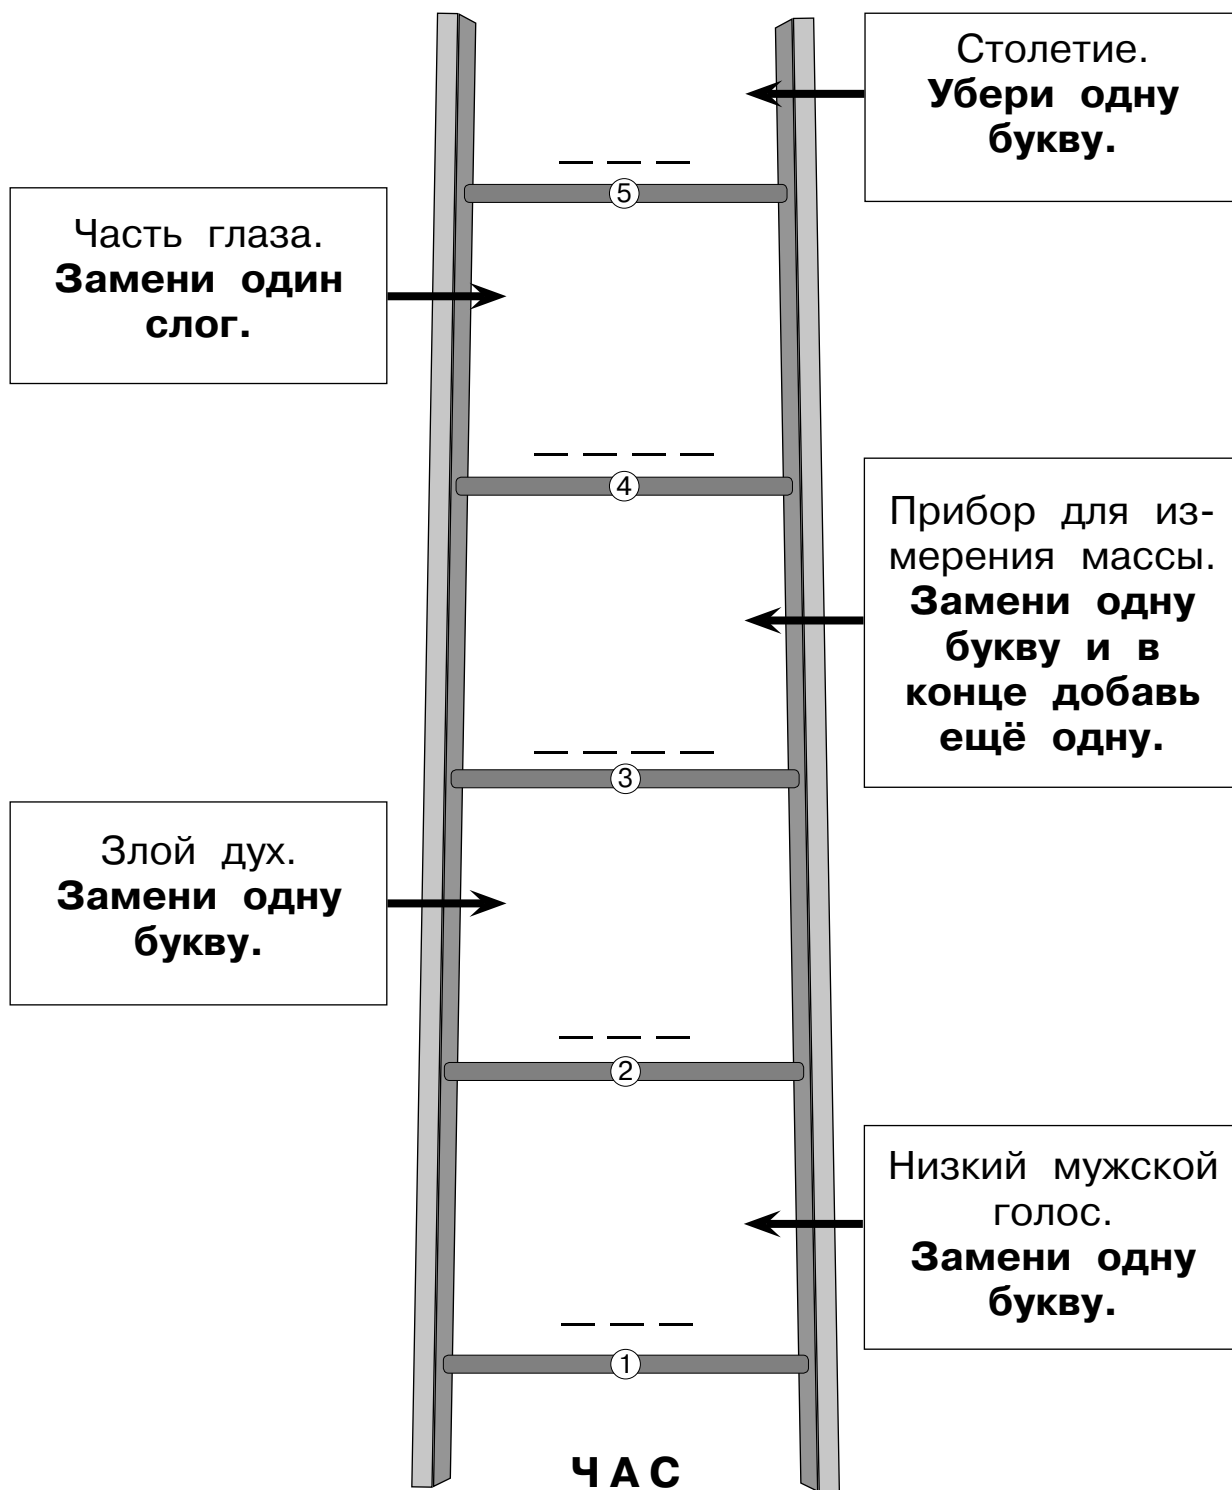 Столетие.
Убери одну
букву.
5
Часть глаза.
Замени один
слог.
4
Прибор для из-
мерения массы.
Замени одну
букву и в
конце добавь
ещё одну.
3
Злой дух.
Замени одну
букву.
2
Низкий мужской
голос.
Замени одну
букву.
1
ЧАС